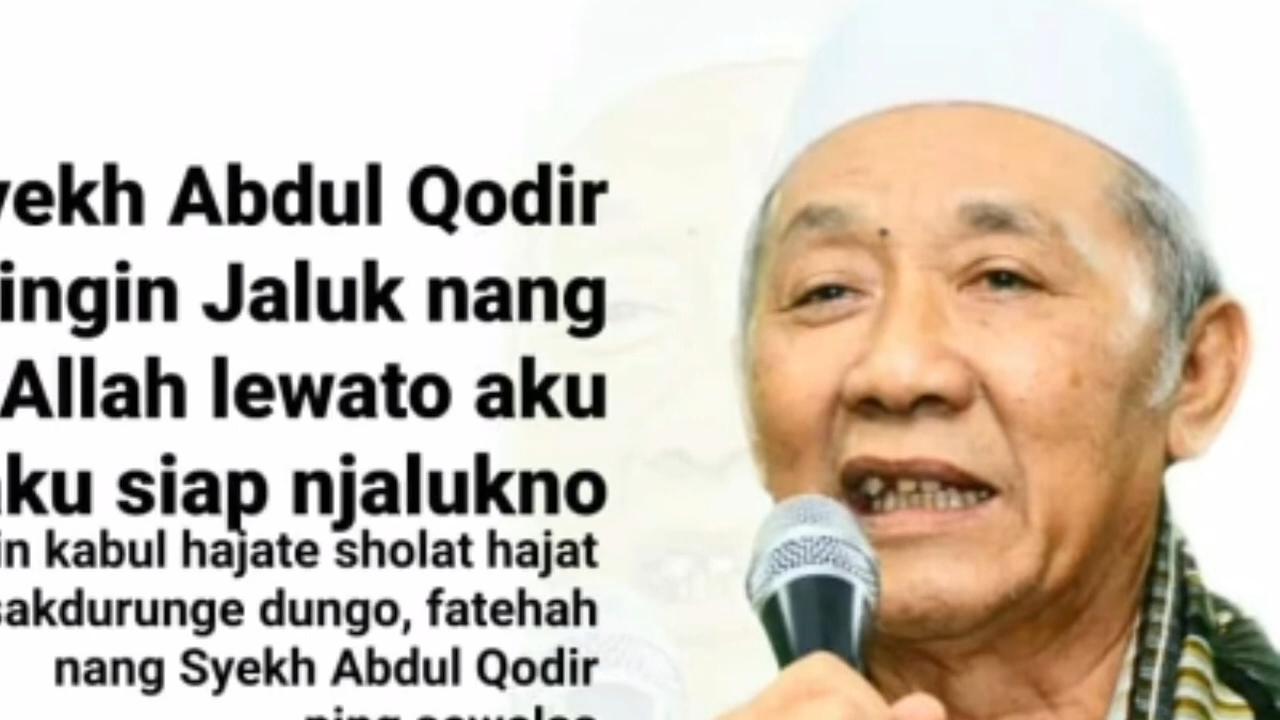 yekh Abdul Qodir
ingin Jaluk nang
Allah lewato aku
aku siap njalukno
in kabul hajate sholat hajat
sakdurunge dungo, fatehah
nang Syekh Abdul Qodir